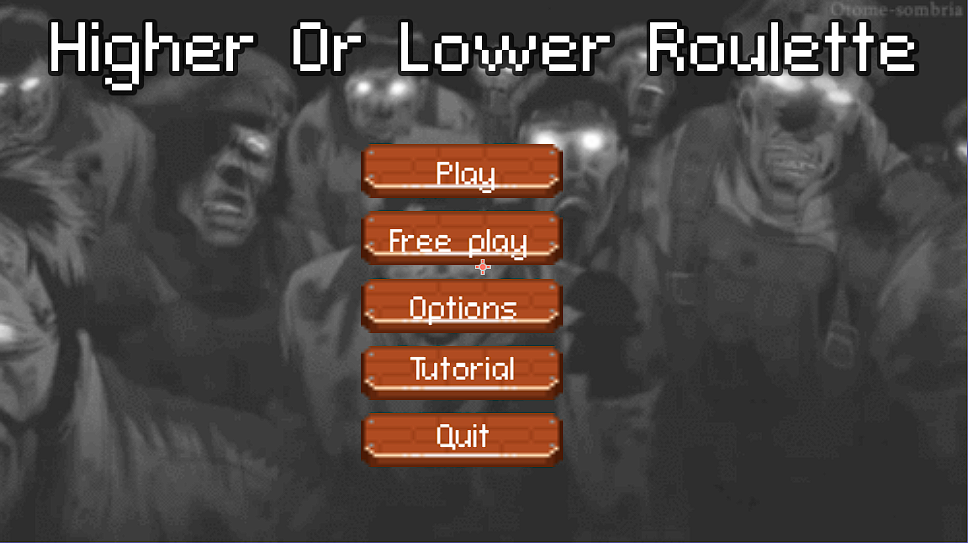 Otome-sombria
Higher Or Lower Roulette
Play
Free play
Options
Tutorial
Quit